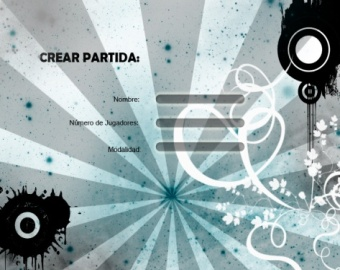 CREAR PARTIDA:
Nombre:
Número de Jugadores:
Modalidad: